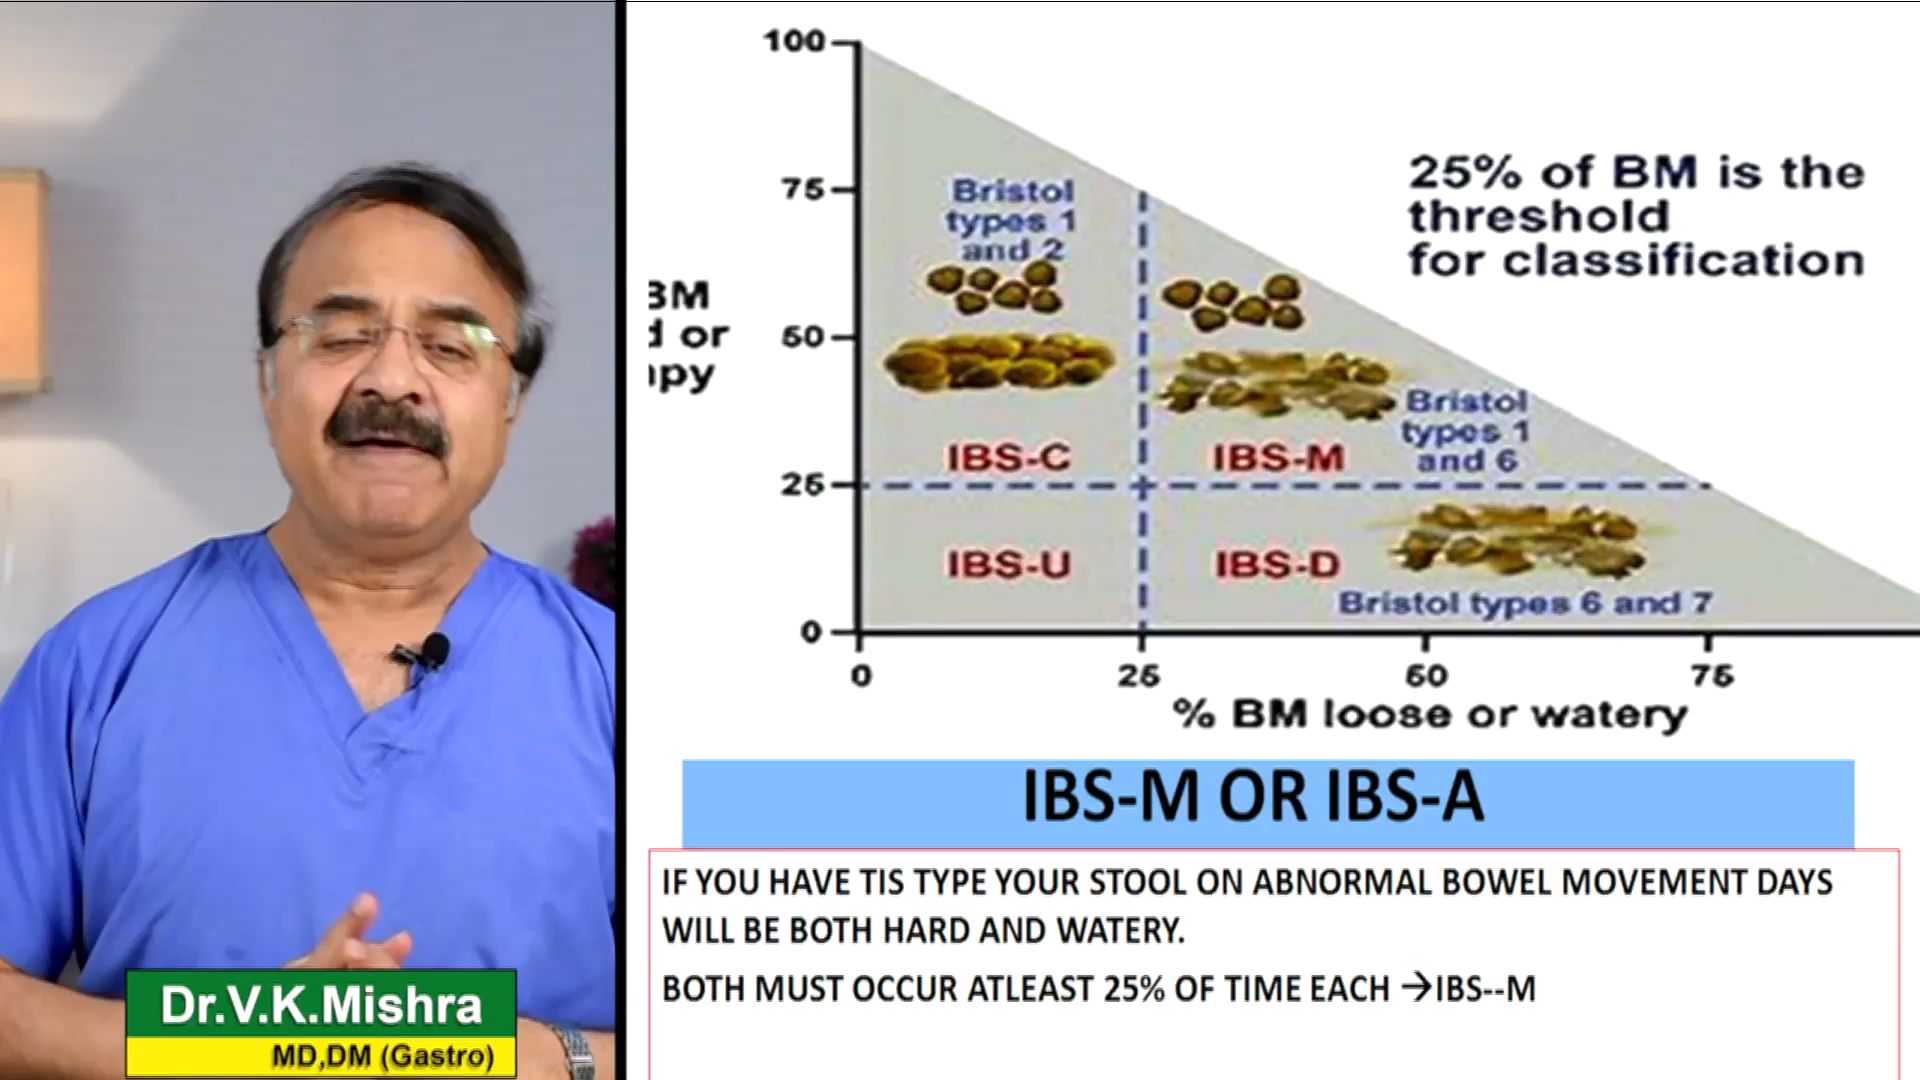 100
75
50
25
0
BM
or
Bristol
types 1
and 2
IBS-C
IBS-M
Bristol
types 1
and 6
IBS-U
IBS-D
Bristol types 6 and 7
0
25
50
75
% BM loose or watery
25% of BM is the
threshold
for classification
IBS-M OR IBS-A
IF YOU HAVE TIS TYPE YOUR STOOL ON ABNORMAL BOWEL MOVEMENT DAYS
WILL BE BOTH HARD AND WATERY.
BOTH MUST OCCUR ATLEAST 25% OF TIME EACH →IBS--M
Dr.V.K.Mishra
MD,DM (Gastro)